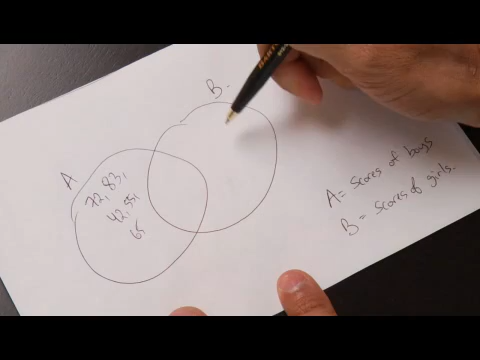 B.
A
72, 83,
42, 55,
65
A = Scores of boys
B = Scores of girls.